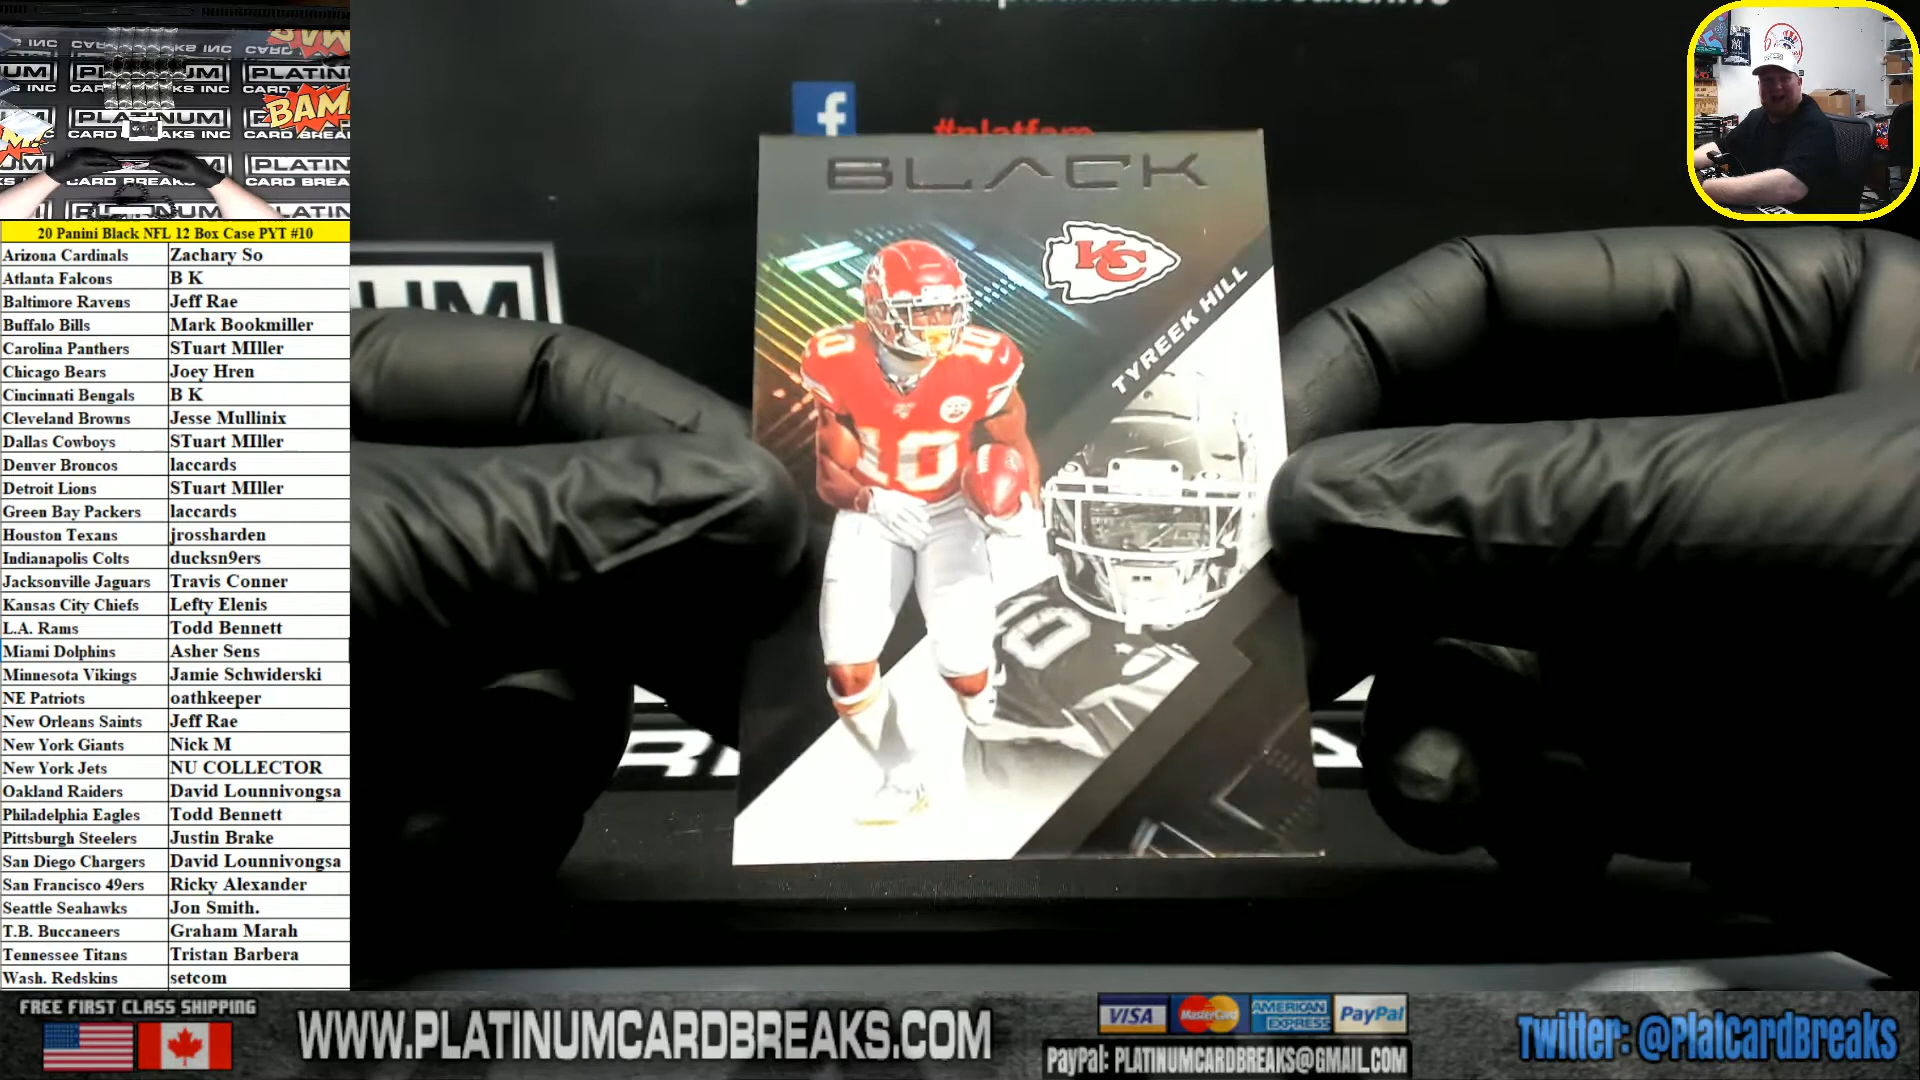 20 Panini Black NFL 12 Box Case PYT #10
Arizona Cardinals Zachary So
Atlanta Falcons B K
Baltimore Ravens Jeff Rae
Buffalo Bills Mark Bookmiller
Carolina Panthers STuart MIller
Chicago Bears Joey Hren
Cincinnati Bengals B K
Cleveland Browns Jesse Mullinix
Dallas Cowboys STuart MIller
Denver Broncos laccards
Detroit Lions STuart MIller
Green Bay Packers laccards
Houston Texans jrossharden
Indianapolis Colts ducksn9ers
Jacksonville Jaguars Travis Conner
Kansas City Chiefs Lefty Elenis
L.A. Rams Todd Bennett
Miami Dolphins Asher Sens
Minnesota Vikings Jamie Schwiderski
NE Patriots oathkeeper
New Orleans Saints Jeff Rae
New York Giants Nick M
New York Jets NU COLLECTOR
Oakland Raiders David Lounnivongsa
Philadelphia Eagles Todd Bennett
Pittsburgh Steelers Justin Brake
San Diego Chargers David Lounnivongsa
San Francisco 49ers Ricky Alexander
Seattle Seahawks Jon Smith.
T.B. Buccaneers Graham Marah
Tennessee Titans Tristan Barbera
Wash. Redskins setcom
PLATINUM
CARD BREAKS INC
BAM!
f
#platfam
BLACK
KC
TYREEK HILL
10 10
10
FREE FIRST CLASS SHIPPING
WWW.PLATINUMCARDBREAKS.COM
VISA MasterCard AMERICAN EXPRESS PayPal
PayPal: PLATINUMCARDBREAKS@GMAIL.COM
Twitter: @PlatCardBreaks